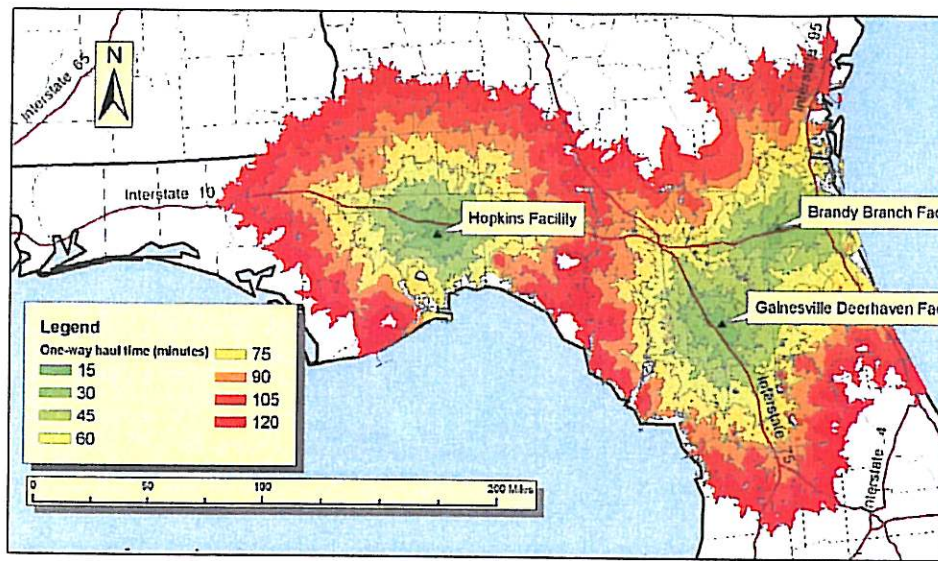 N
Interstate 65
Interstate 95
Interstate 10
Hopkins Facility
Brandy Branch Fac
Gainesville Deerhaven Fac
Interstate 75
Interstate 4
Legend
One-way haul time (minutes)
15
30
45
60
75
90
105
120
0 50 100 200 Miles